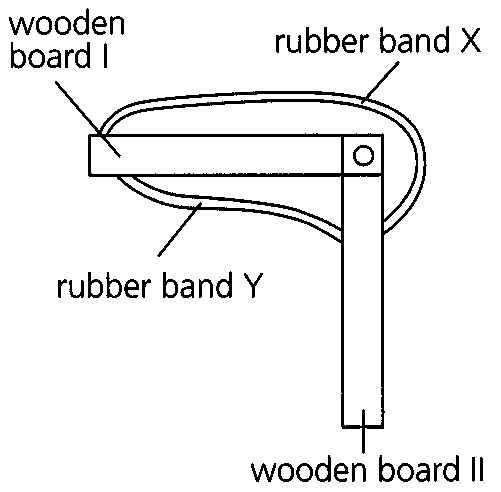 wooden
board I
rubber band X
rubber band Y
wooden board II